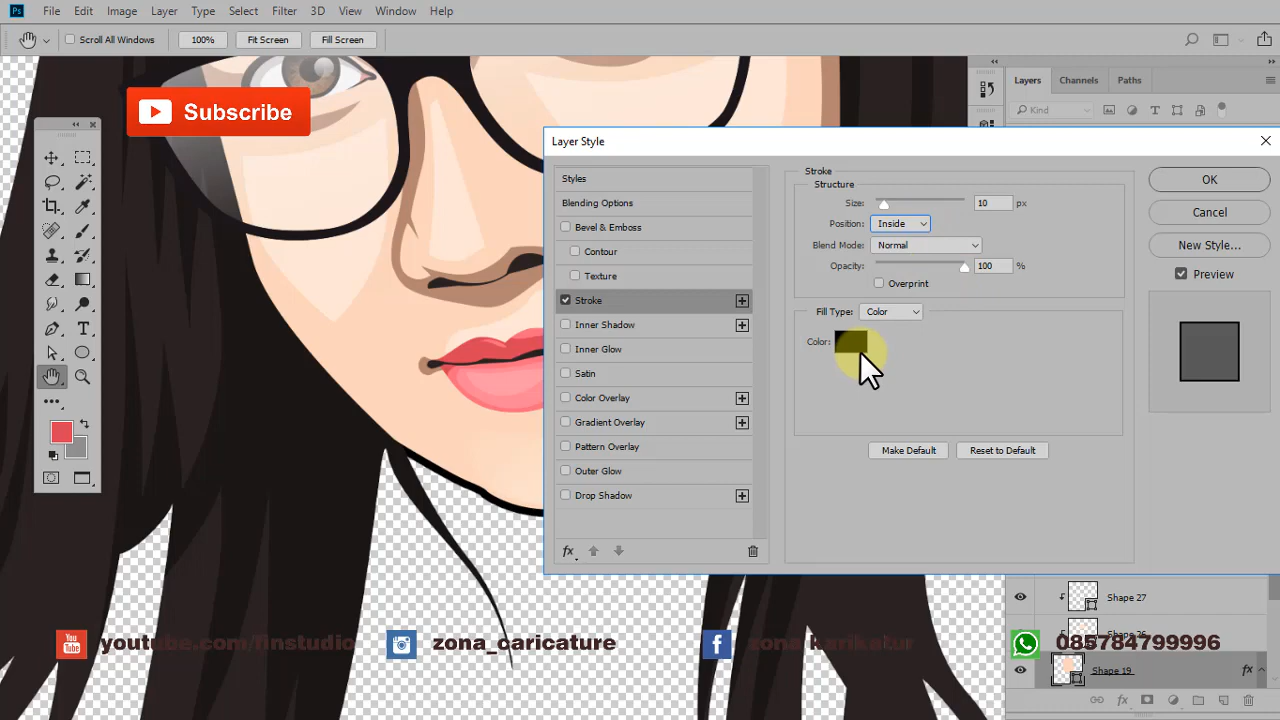 Ps File Edit Image Layer Type Select Filter 3D View Window Help
Scroll All Windows 100% Fit Screen Fill Screen
Layers Channels Paths
Kind
Subscribe
Layer Style
Styles
Blending Options
Bevel & Emboss
Contour
Texture
Stroke
Inner Shadow
Inner Glow
Satin
Color Overlay
Gradient Overlay
Pattern Overlay
Outer Glow
Drop Shadow
fx
Stroke
Structure
Size: 10 px
Position: Inside
Blend Mode: Normal
Opacity: 100 %
Overprint
Fill Type: Color
Color:
Make Default Reset to Default
OK
Cancel
New Style...
Preview
Shape 27
Shape 19 fx
fx
You Tube youtube.com/finstudio zona_caricature zona karikatur 085784799996